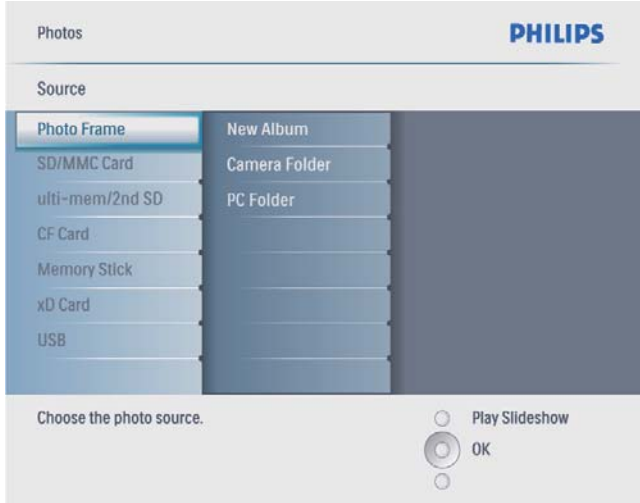 Photos
PHILIPS
Source
Photo Frame
SD/MMC Card
ulti-mem/2nd SD
CF Card
Memory Stick
xD Card
USB
New Album
Camera Folder
PC Folder
Choose the photo source.
Play Slideshow
OK